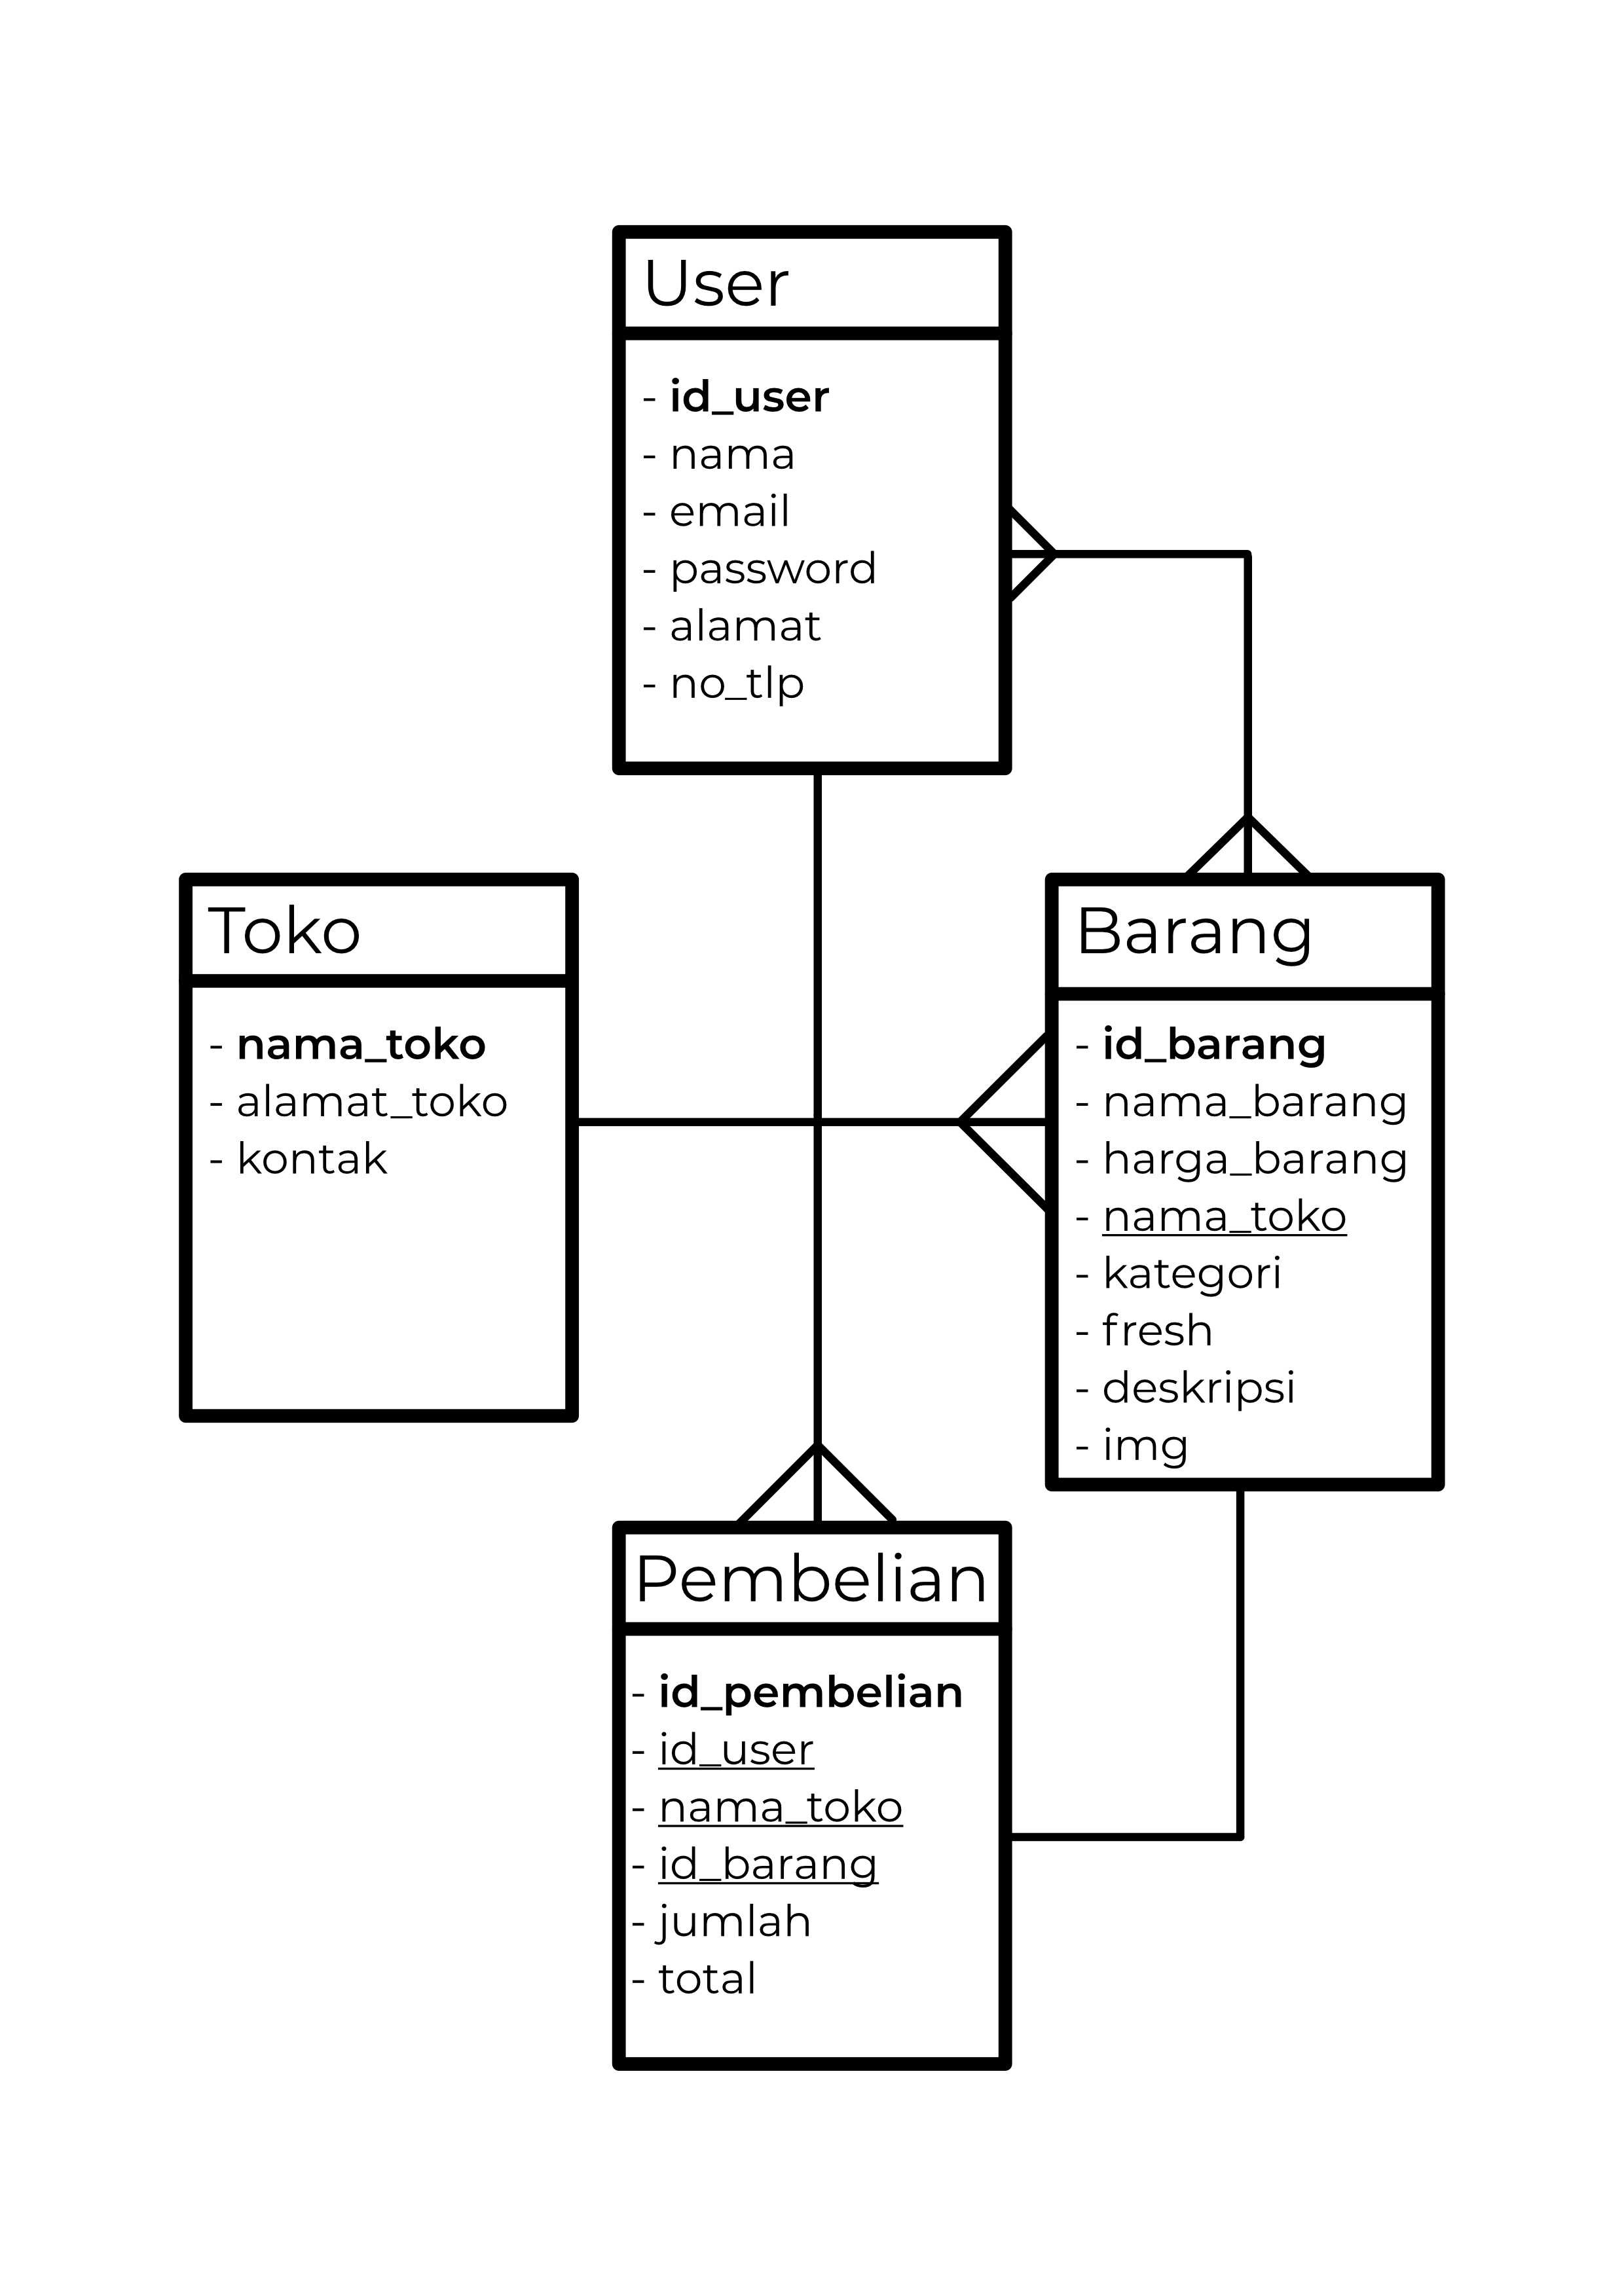 User
- id_user
- nama
- email
- password
- alamat
- no_tlp
Toko
- nama_toko
- alamat_toko
- kontak
Barang
- id_barang
- nama_barang
- harga_barang
- nama_toko
- kategori
- fresh
- deskripsi
- img
Pembelian
- id_pembelian
- id_user
- nama_toko
- id_barang
- jumlah
- total